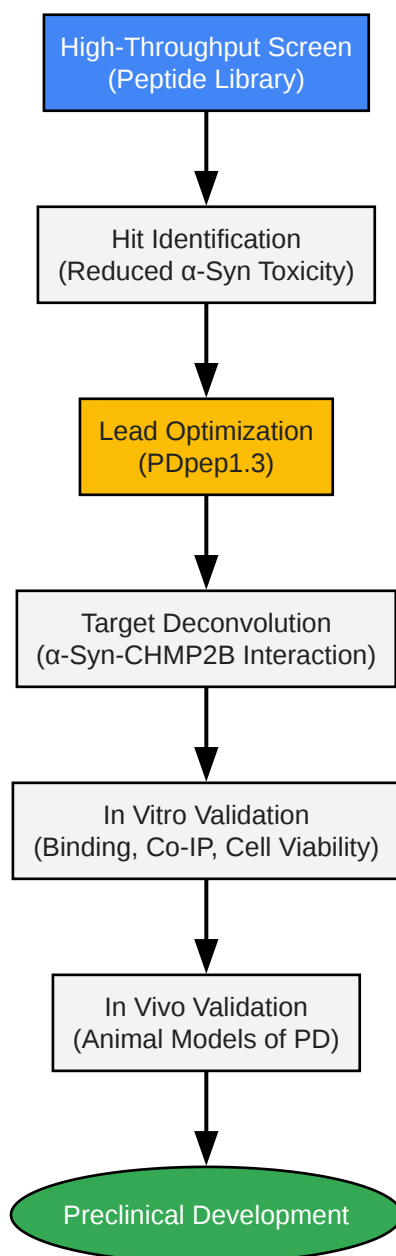 High-Throughput Screen
(Peptide Library)
Hit Identification
(Reduced α-Syn Toxicity)
Lead Optimization
(PDpep1.3)
Target Deconvolution
(α-Syn-CHMP2B Interaction)
In Vitro Validation
(Binding, Co-IP, Cell Viability)
In Vivo Validation
(Animal Models of PD)
Preclinical Development